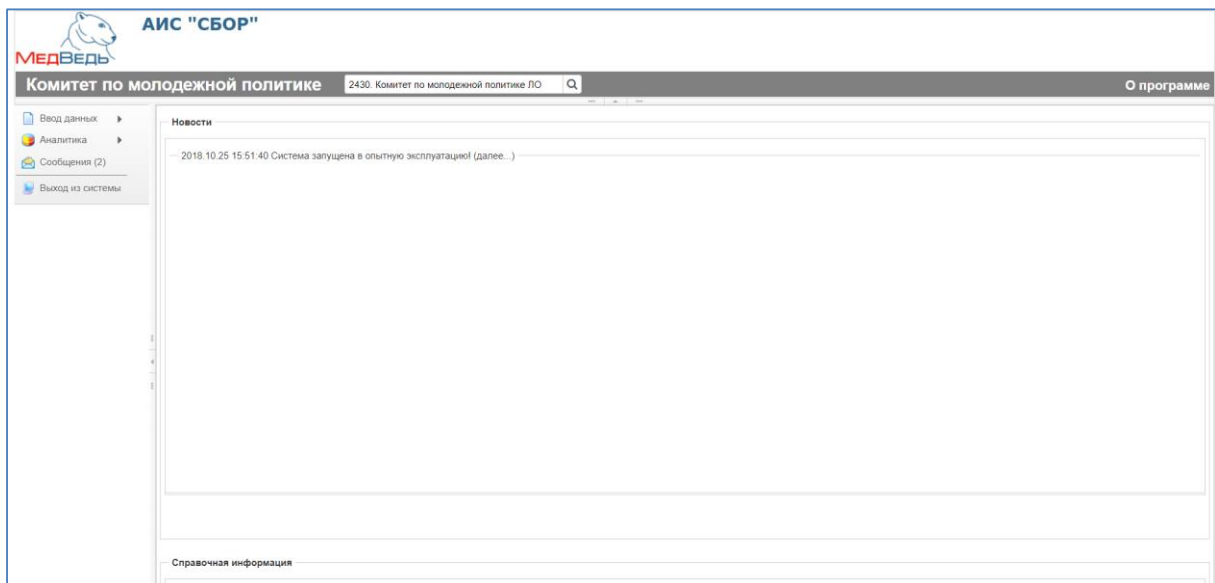 АИС "СБОР"
МЕДВЕДЬ
Комитет по молодежной политике
2430. Комитет по молодежной политике ЛО
О программе
Ввод данных
Аналитика
Сообщения (2)
Выход из системы
Новости
2018.10.25 15:51:40 Система запущена в опытную эксплуатацию! (далее...)
Справочная информация